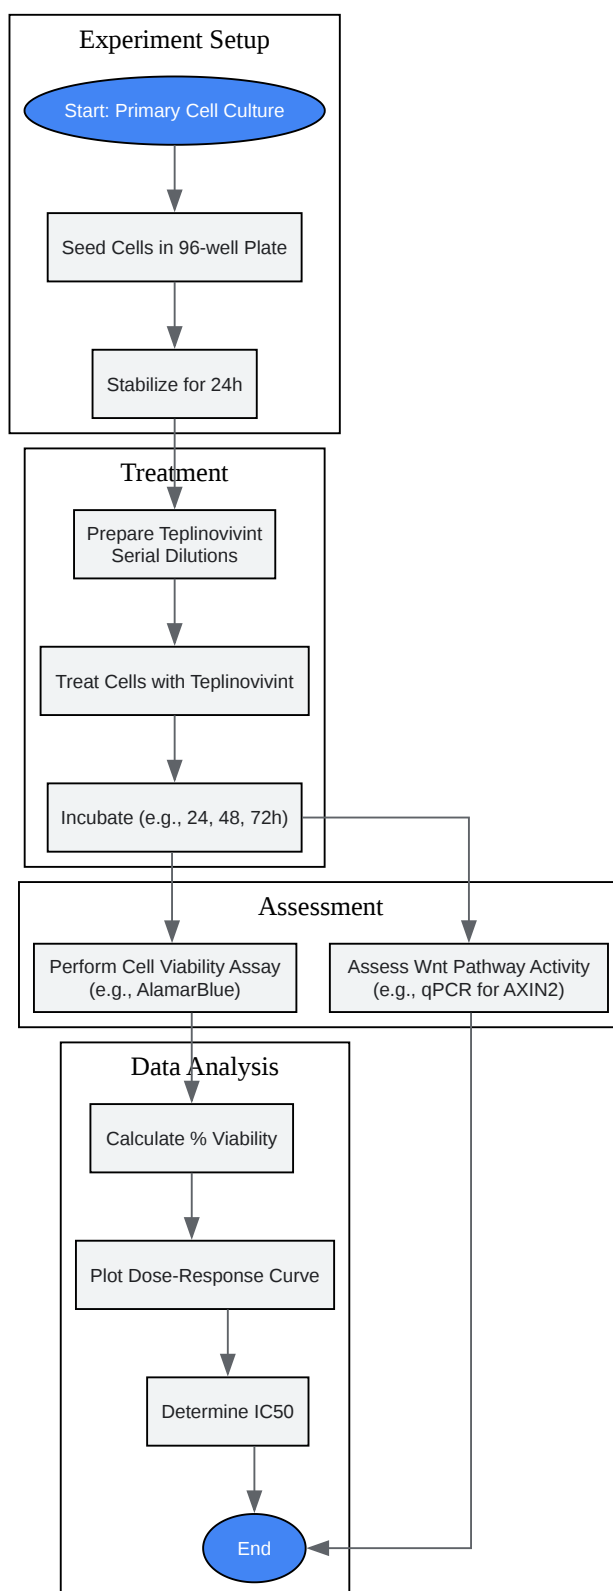 Experiment Setup
Start: Primary Cell Culture
Seed Cells in 96-well Plate
Stabilize for 24h
Treatment
Prepare Teplinovivint
Serial Dilutions
Treat Cells with Teplinovivint
Incubate (e.g., 24, 48, 72h)
Assessment
Perform Cell Viability Assay
(e.g., AlamarBlue)
Assess Wnt Pathway Activity
(e.g., qPCR for AXIN2)
Data Analysis
Calculate % Viability
Plot Dose-Response Curve
Determine IC50
End